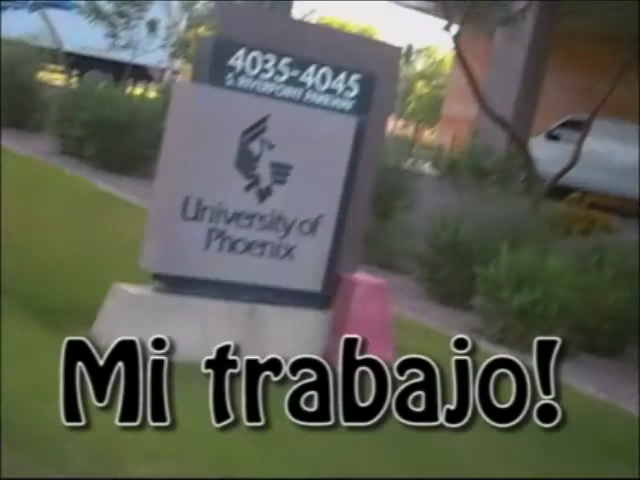 4035-4045
S. RIVERPOINT PARKWAY
University of
Phoenix
Mi trabajo!